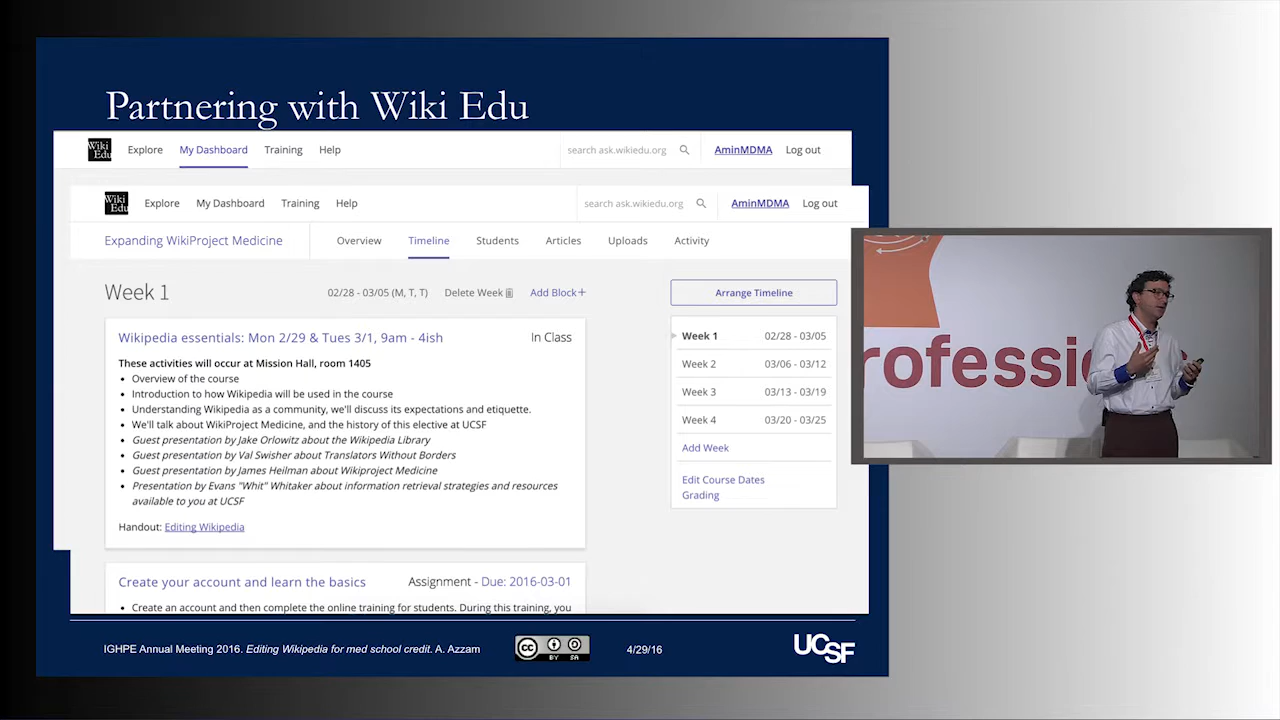 Partnering with Wiki Edu
Wiki Edu Explore My Dashboard Training Help search ask.wikiedu.org AminMDMA Log out
Wiki Edu Explore My Dashboard Training Help search ask.wikiedu.org AminMDMA Log out
Expanding WikiProject Medicine Overview Timeline Students Articles Uploads Activity
Week 1 02/28 - 03/05 (M, T, T) Delete Week Add Block+
Arrange Timeline
Wikipedia essentials: Mon 2/29 & Tues 3/1, 9am - 4ish In Class
These activities will occur at Mission Hall, room 1405
• Overview of the course
• Introduction to how Wikipedia will be used in the course
• Understanding Wikipedia as a community, we'll discuss its expectations and etiquette.
• We'll talk about WikiProject Medicine, and the history of this elective at UCSF
• Guest presentation by Jake Orlowitz about the Wikipedia Library
• Guest presentation by Val Swisher about Translators Without Borders
• Guest presentation by James Heilman about Wikiproject Medicine
• Presentation by Evans "Whit" Whitaker about information retrieval strategies and resources
available to you at UCSF
Handout: Editing Wikipedia
Week 1 02/28 - 03/05
Week 2 03/06 - 03/12
Week 3 03/13 - 03/19
Week 4 03/20 - 03/25
Add Week
Edit Course Dates
Grading
Create your account and learn the basics Assignment - Due: 2016-03-01
• Create an account and then complete the online training for students. During this training, you
IGHPE Annual Meeting 2016. Editing Wikipedia for med school credit. A. Azzam
cc BY SA
4/29/16
UCSF
rofessi